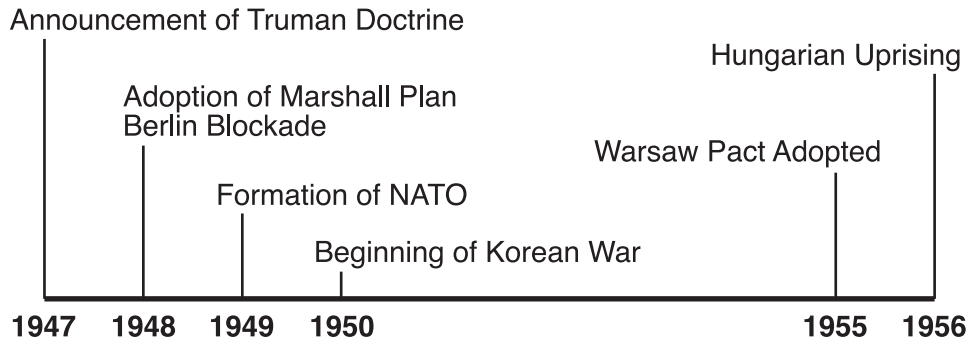 Announcement of Truman Doctrine
Hungarian Uprising
Adoption of Marshall Plan
Berlin Blockade
Warsaw Pact Adopted
Formation of NATO
Beginning of Korean War
1947 1948 1949 1950 1955 1956